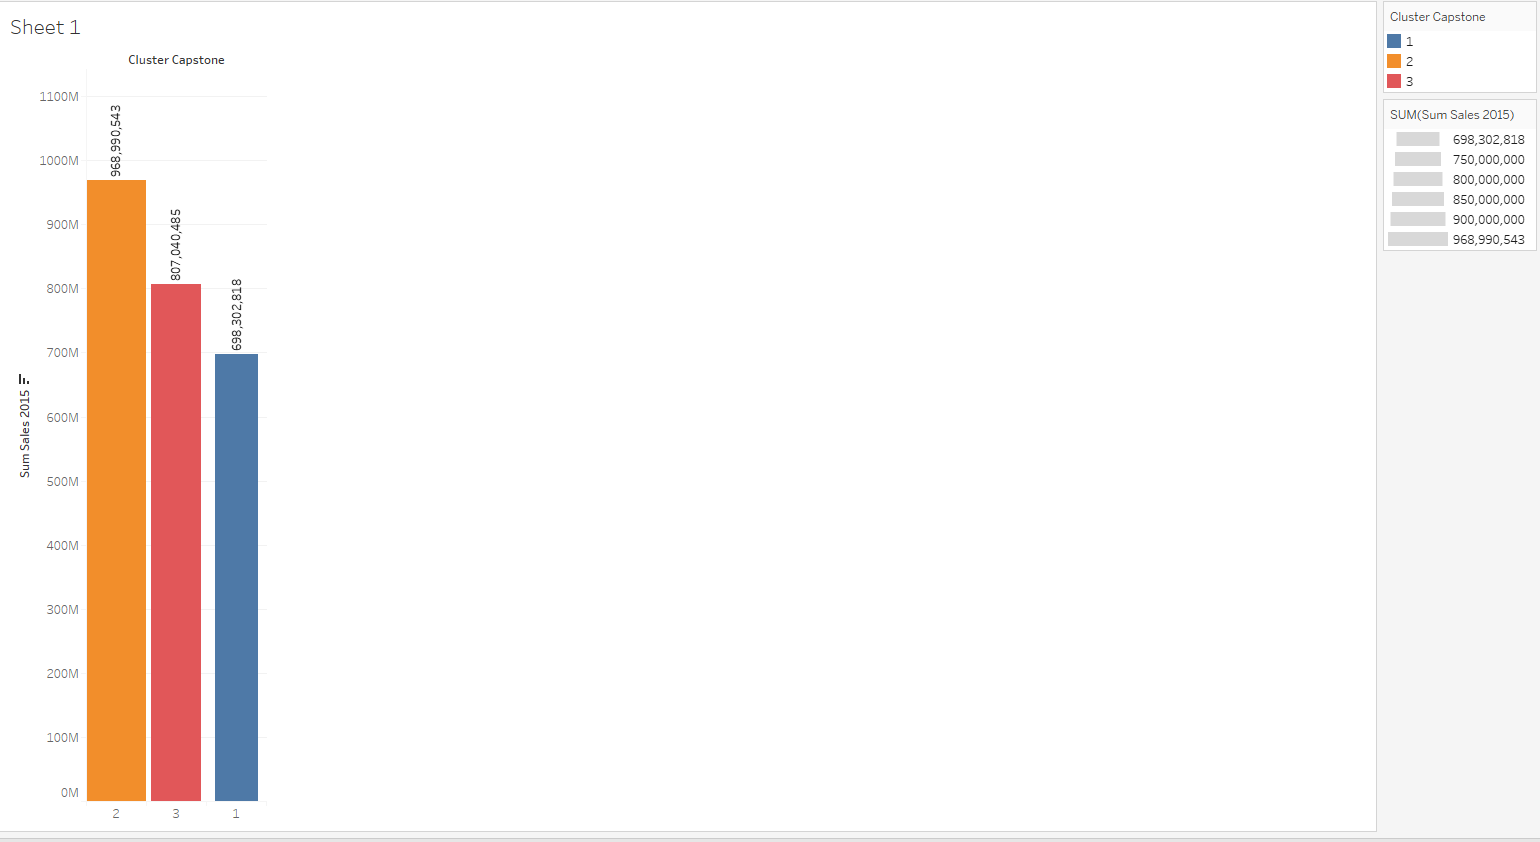 Sheet 1
Cluster Capstone
1100M
1000M
900M
800M
700M
600M
500M
400M
300M
200M
100M
0M
Sum Sales 2015
968,990,543
807,040,485
698,302,818
2
3
1
Cluster Capstone
1
2
3
SUM(Sum Sales 2015)
698,302,818
750,000,000
800,000,000
850,000,000
900,000,000
968,990,543